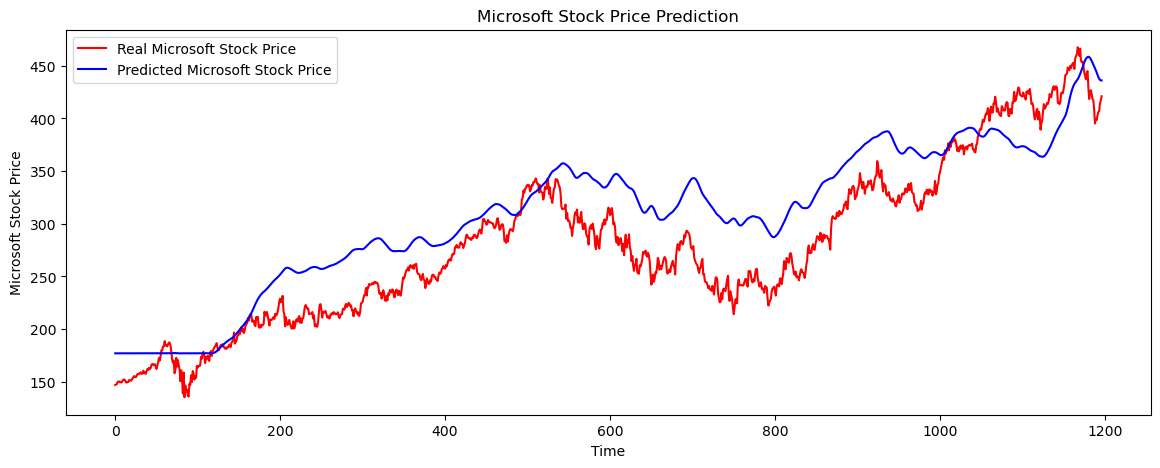 Microsoft Stock Price Prediction
Real Microsoft Stock Price
Predicted Microsoft Stock Price
Microsoft Stock Price
450
400
350
300
250
200
150
0 200 400 600 800 1000 1200
Time